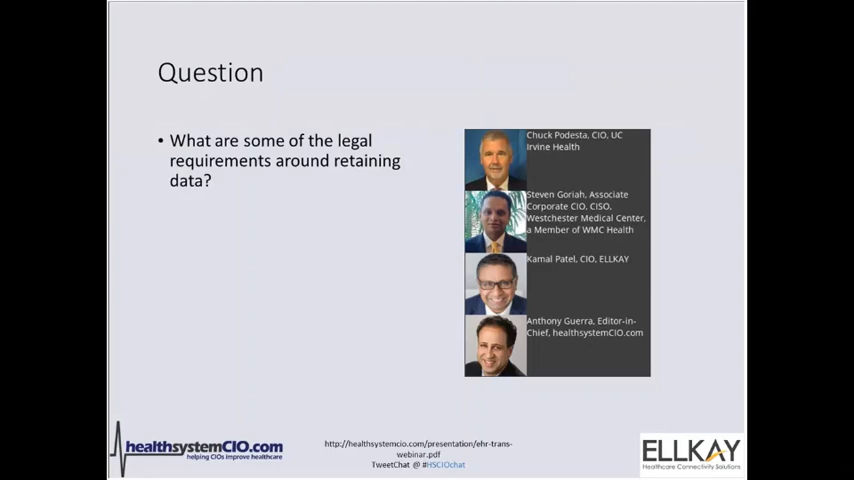 Question
• What are some of the legal
requirements around retaining
data?
Chuck Podesta, CIO, UC
Irvine Health
Steven Goriah, Associate
Corporate CIO, CISO,
Westchester Medical Center,
a Member of WMC Health
Kamal Patel, CIO, ELLKAY
Anthony Guerra, Editor-in-
Chief, healthsystemCIO.com
healthsystemCIO.com
helping CIOs improve healthcare
http://healthsystemcio.com/presentation/ehr-trans-
webinar.pdf
TweetChat @ #HSCIOchat
ELLKAY
Healthcare Connectivity Solutions